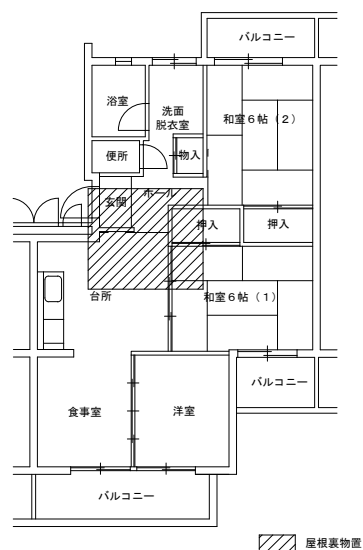 バルコニー
浴室
洗面
脱衣室
和室6帖（2）
便所
物入
ホール
玄関
押入
押入
台所
和室6帖（1）
バルコニー
食事室
洋室
バルコニー
屋根裏物置